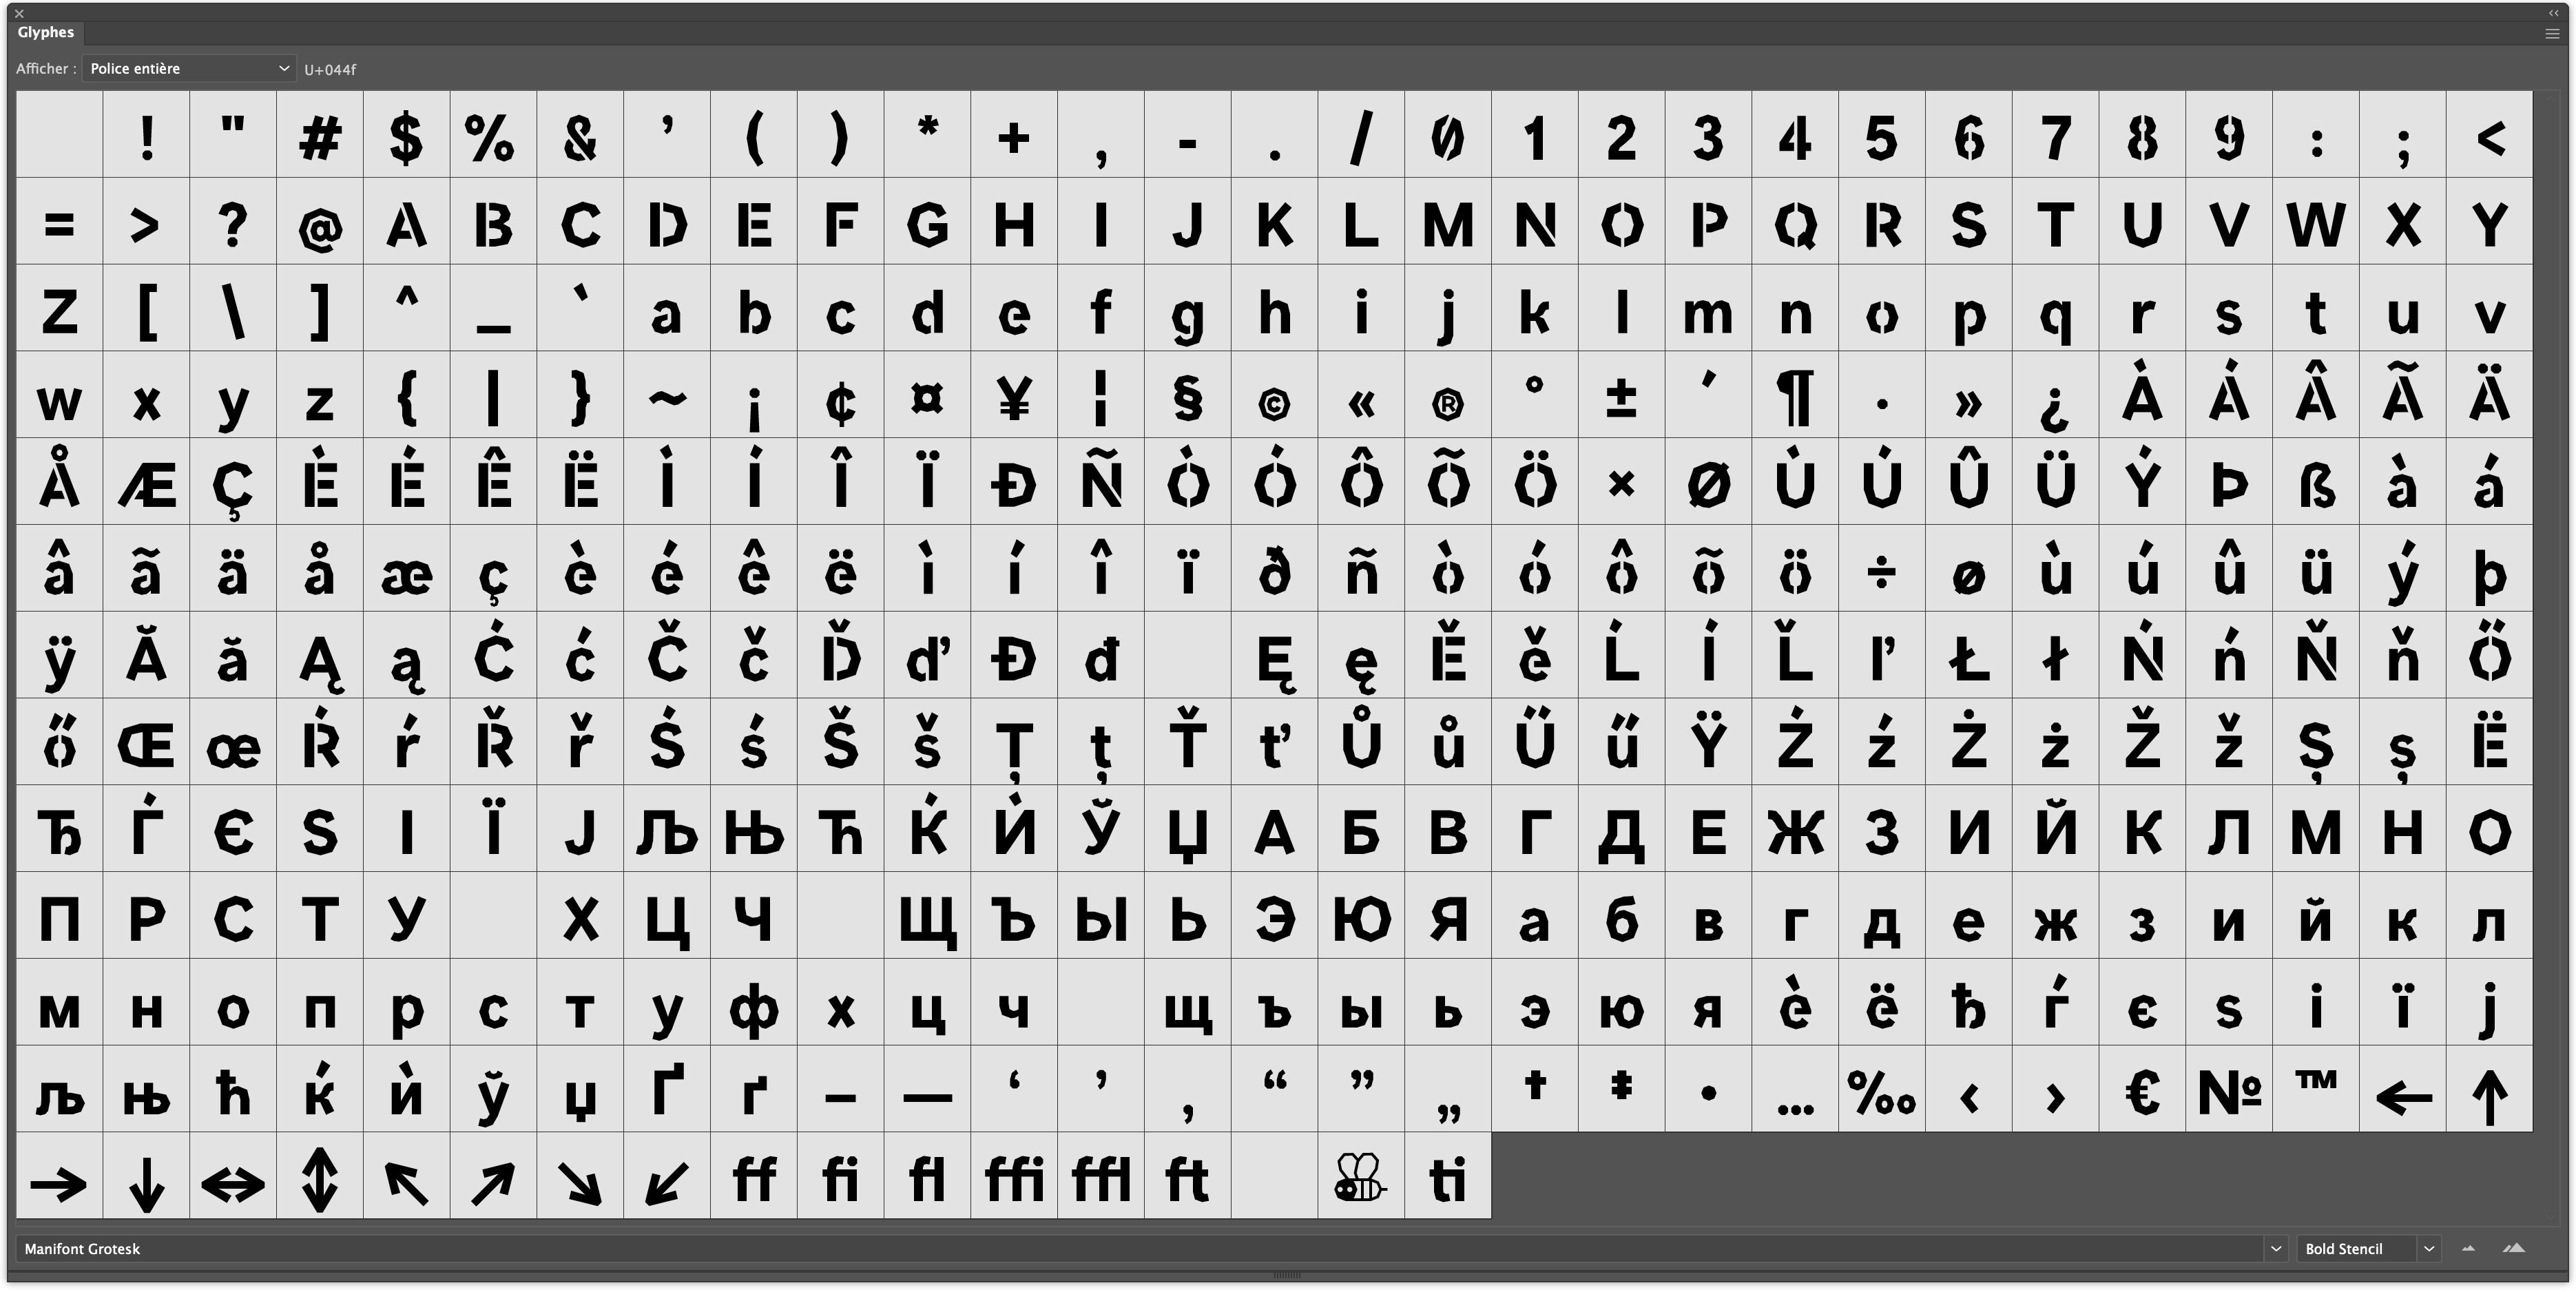 Glyphes
Afficher : Police entière U+044f
! " # $ % & ’ ( ) * + , - . / 0 1 2 3 4 5 6 7 8 9 : ; <
= > ? @ A B C D E F G H I J K L M N O P Q R S T U V W X Y
Z [ \ ] ^ _ ` a b c d e f g h i j k l m n o p q r s t u v
w x y z { | } ~ ¡ ¢ ¤ ¥ ¦ § © « ® ° ± ´ ¶ · » ¿ À Á Â Ã Ä
Å Æ Ç È É Ê Ë Ì Í Î Ï Ð Ñ Ò Ó Ô Õ Ö × Ø Ù Ú Û Ü Ý Þ ß à á
â ã ä å æ ç è é ê ë ì í î ï ð ñ ò ó ô õ ö ÷ ø ù ú û ü ý þ
ÿ Ă ă Ą ą Ć ć Č č Ď ď Đ đ Ę ę Ě ě Ĺ ĺ Ľ ľ Ł ł Ń ń Ň ň Ő
ő Œ œ Ŕ ŕ Ř ř Ś ś Š š Ț ț Ť ť Ů ů Ű ű Ÿ Ź ź Ż ż Ž ž Ș ș Ё
Ђ Ѓ Є Ѕ І Ї Ј Љ Њ Ћ Ќ Ѝ Ў Џ А Б В Г Д Е Ж З И Й К Л М Н О
П Р С Т У Х Ц Ч Щ Ъ Ы Ь Э Ю Я а б в г д е ж з и й к л
м н о п р с т у ф х ц ч щ ъ ы ь э ю я ѐ ё ђ ѓ є ѕ і ї ј
љ њ ћ ќ ѝ ў џ Ґ ґ – — ‘ ’ ‚ “ ” „ † ‡ • … ‰ ‹ › € № ™ ← ↑
→ ↓ ↔ ↕ ↖ ↗ ↘ ↙ ff fi fl ffi ffl ft ti
Manifont Grotesk Bold Stencil